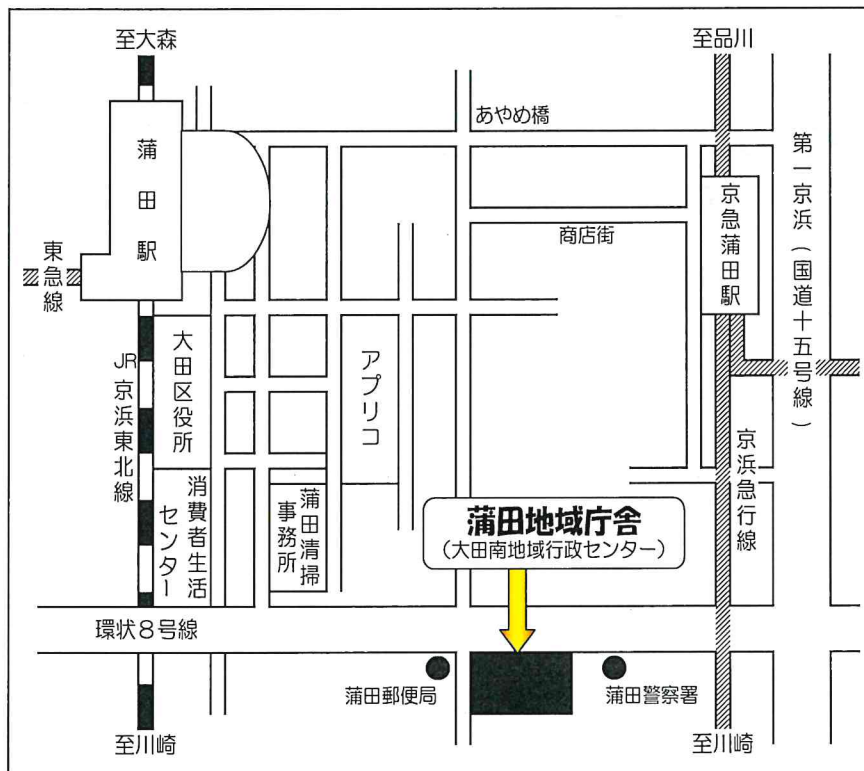 至大森
至品川
あやめ橋
蒲田駅
京急蒲田駅
第一京浜(国道十五号線)
商店街
東急線
JR京浜東北線
大田区役所
アプリコ
京浜急行線
消費者生活
センター
蒲田清掃
事務所
蒲田地域庁舎
(大田南地域行政センター)
環状8号線
蒲田郵便局
蒲田警察署
至川崎
至川崎